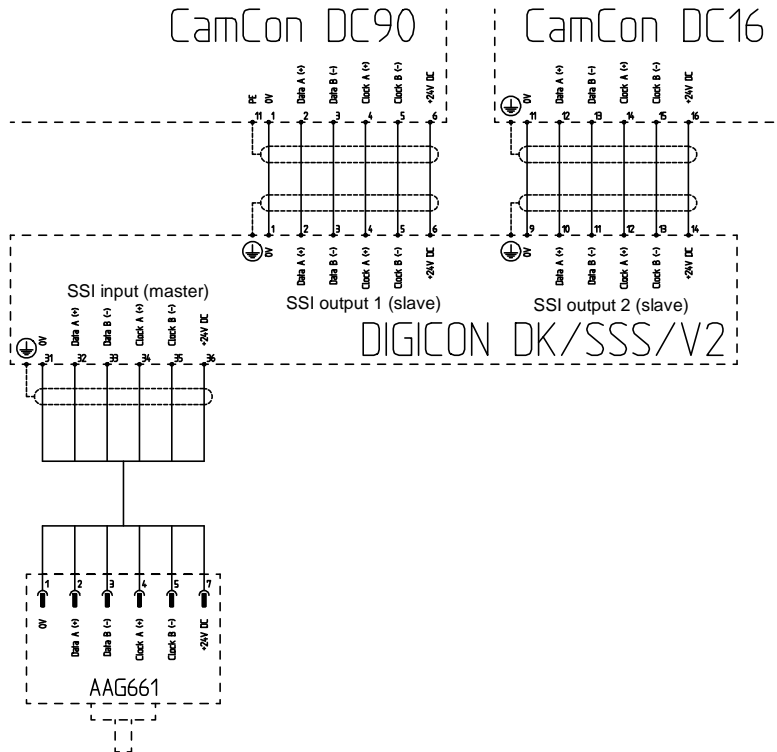 CamCon DC90
CamCon DC16
PE 0V Data A (+) Data B (-) Clock A (+) Clock B (-) +24V DC
11 1 2 3 4 5 6
0V Data A (+) Data B (-) Clock A (+) Clock B (-) +24V DC
11 12 13 14 15 16
1 2 3 4 5 6
0V Data A (+) Data B (-) Clock A (+) Clock B (-) +24V DC
9 10 11 12 13 14
0V Data A (+) Data B (-) Clock A (+) Clock B (-) +24V DC
SSI input (master)
SSI output 1 (slave)
SSI output 2 (slave)
DIGICON DK/SSS/V2
0V Data A (+) Data B (-) Clock A (+) Clock B (-) +24V DC
31 32 33 34 35 36
1 2 3 4 5 7
0V Data A (+) Data B (-) Clock A (+) Clock B (-) +24V DC
AAG661